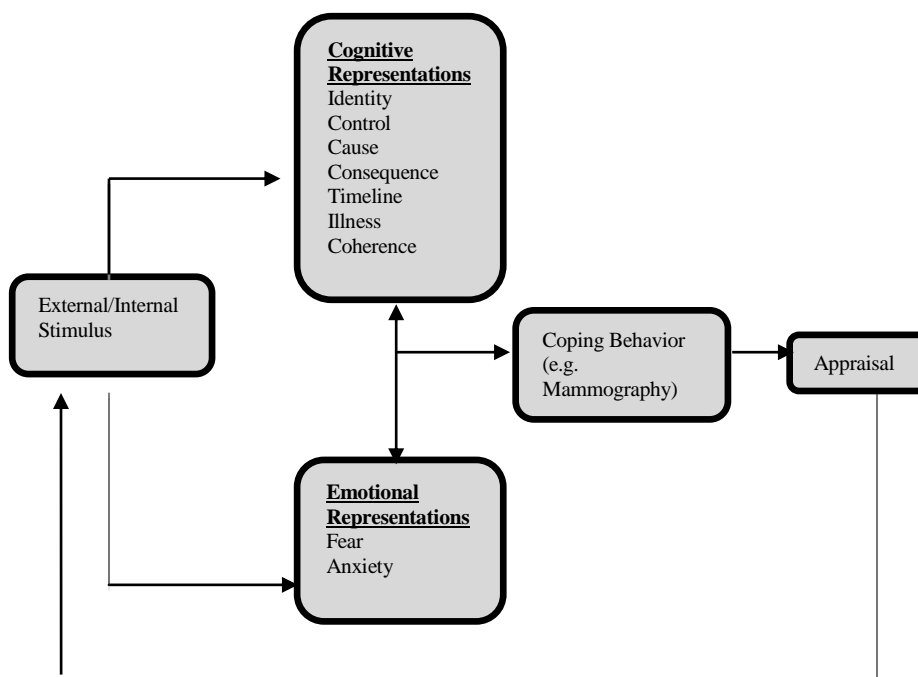 Cognitive
Representations
Identity
Control
Cause
Consequence
Timeline
Illness
Coherence
External/Internal
Stimulus
Coping Behavior
(e.g.
Mammography)
Appraisal
Emotional
Representations
Fear
Anxiety